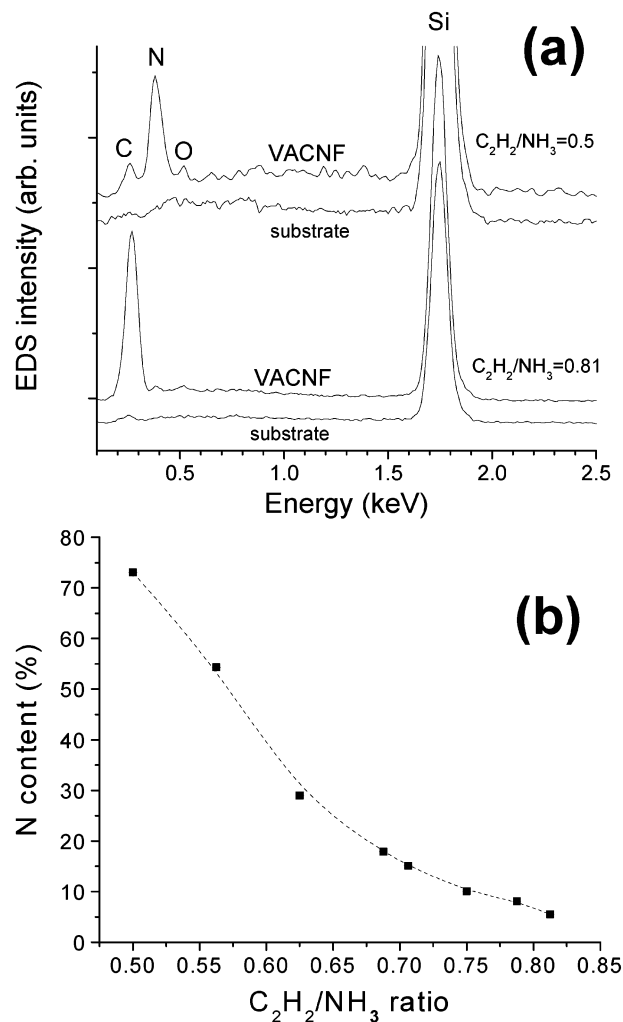 (a)
Si
N
C
O
VACNF
C₂H₂/NH₃=0.5
substrate
VACNF
C₂H₂/NH₃=0.81
substrate
EDS intensity (arb. units)
0.5 1.0 1.5 2.0 2.5
Energy (keV)
(b)
80
70
60
50
40
30
20
10
0
N content (%)
0.50 0.55 0.60 0.65 0.70 0.75 0.80 0.85
C₂H₂/NH₃ ratio